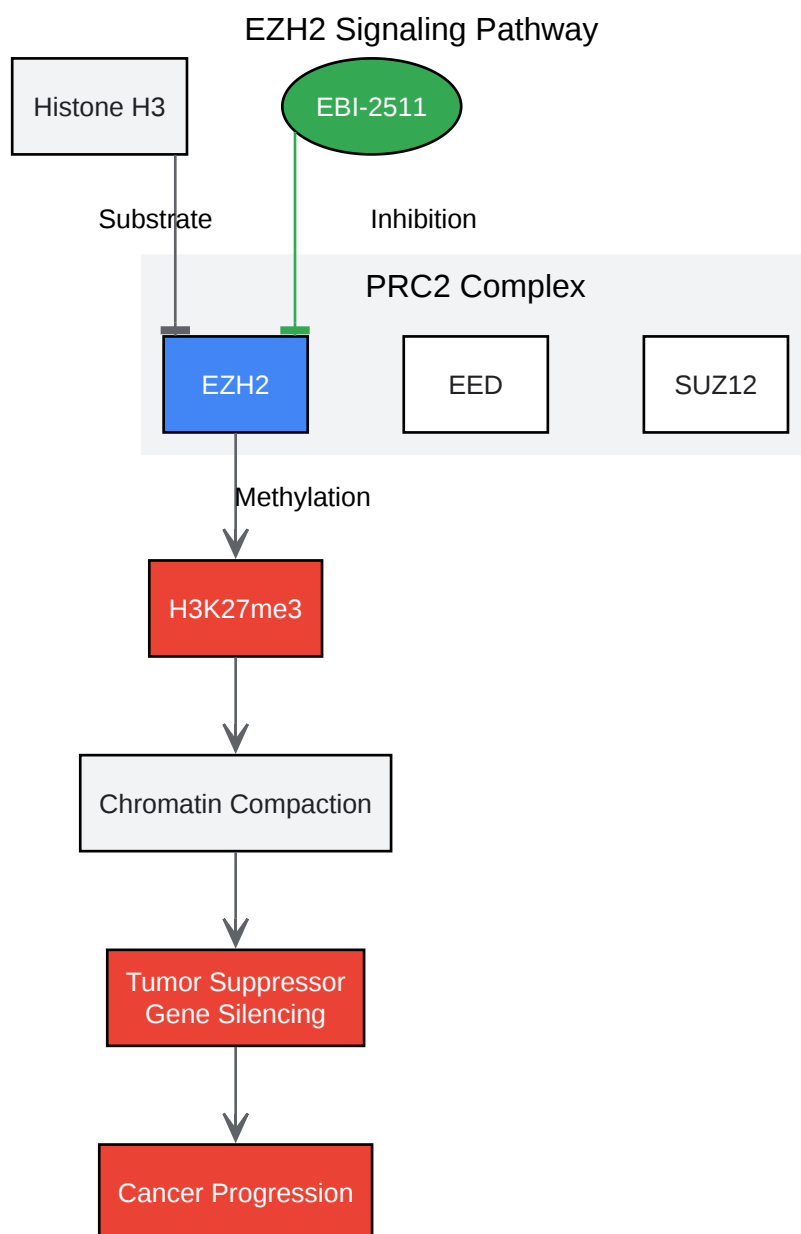 EZH2 Signaling Pathway
Histone H3
EBI-2511
Substrate
Inhibition
PRC2 Complex
EZH2
EED
SUZ12
Methylation
H3K27me3
Chromatin Compaction
Tumor Suppressor
Gene Silencing
Cancer Progression